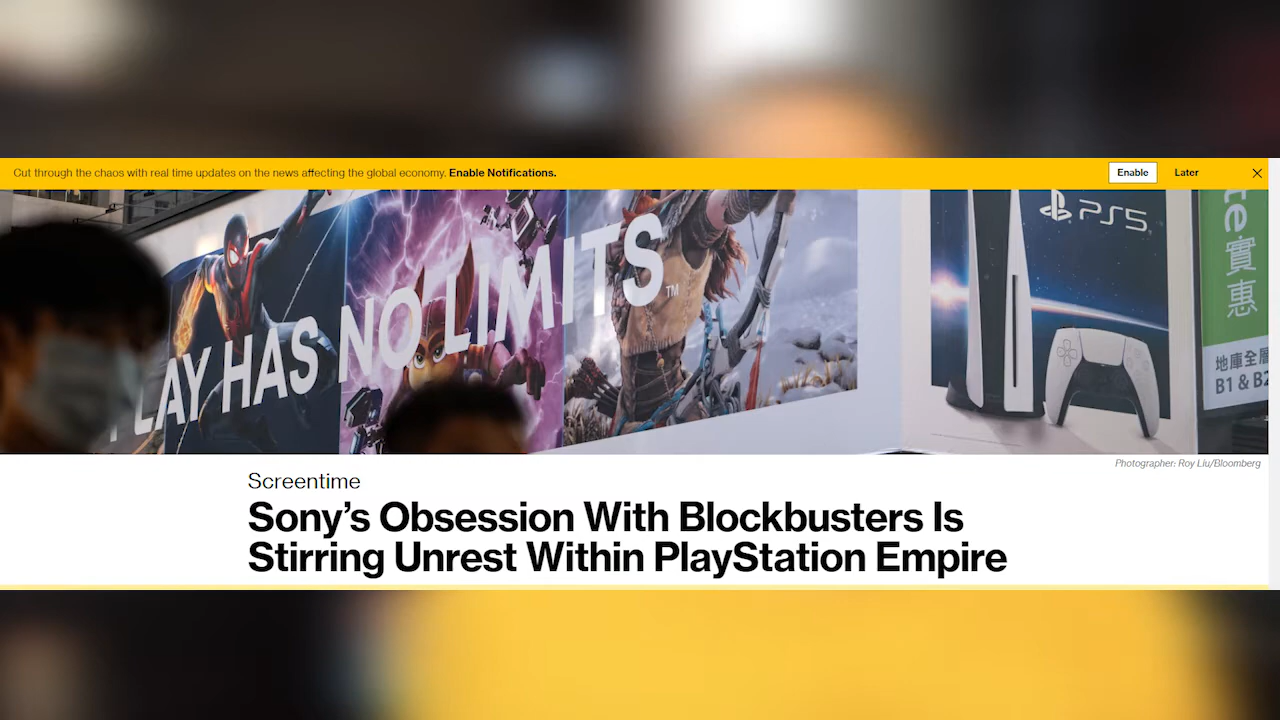 Cut through the chaos with real time updates on the news affecting the global economy. Enable Notifications.
Enable
Later
PLAY HAS NO LIMITS™
PS5
實惠
地庫全層
B1 & B2
Photographer: Roy Liu/Bloomberg
Screentime
Sony's Obsession With Blockbusters Is
Stirring Unrest Within PlayStation Empire